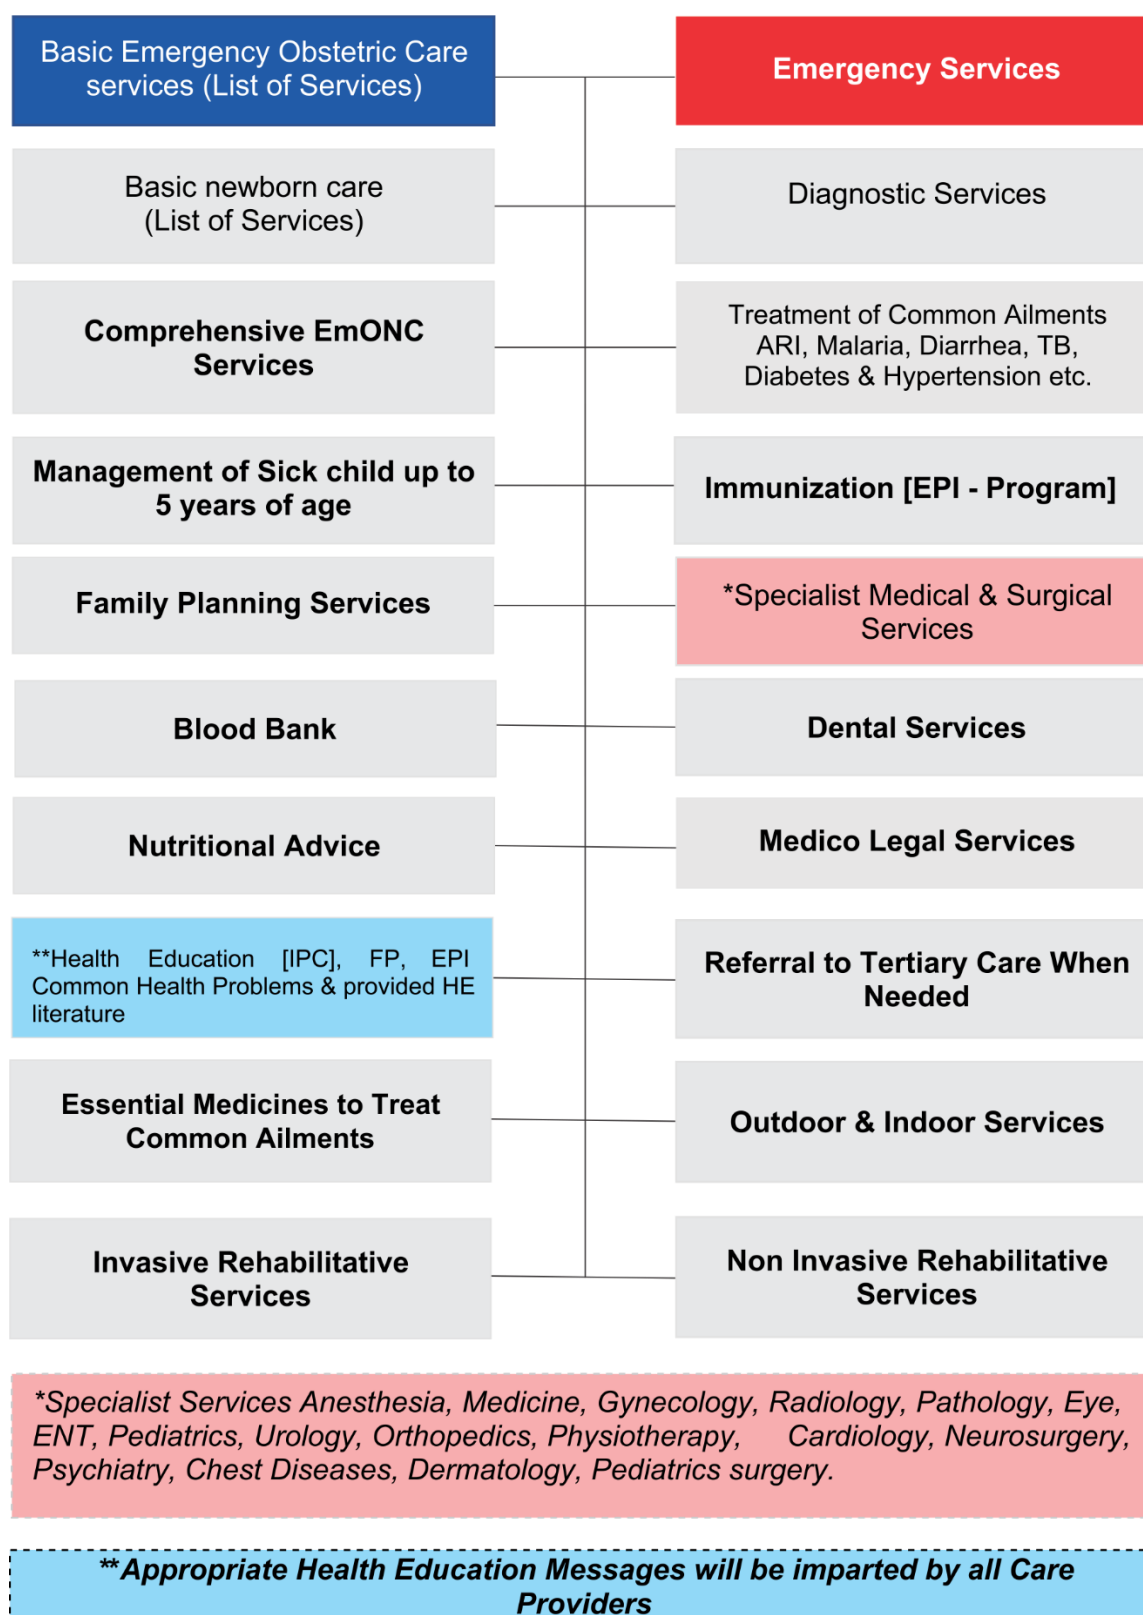 Basic Emergency Obstetric Care
services (List of Services)
Emergency Services
Basic newborn care
(List of Services)
Diagnostic Services
Comprehensive EmONC
Services
Treatment of Common Ailments
ARI, Malaria, Diarrhea, TB,
Diabetes & Hypertension etc.
Management of Sick child up to
5 years of age
Immunization [EPI - Program]
Family Planning Services
*Specialist Medical & Surgical
Services
Blood Bank
Dental Services
Nutritional Advice
Medico Legal Services
**Health Education [IPC], FP, EPI
Common Health Problems & provided HE
literature
Referral to Tertiary Care When
Needed
Essential Medicines to Treat
Common Ailments
Outdoor & Indoor Services
Invasive Rehabilitative
Services
Non Invasive Rehabilitative
Services
*Specialist Services Anesthesia, Medicine, Gynecology, Radiology, Pathology, Eye,
ENT, Pediatrics, Urology, Orthopedics, Physiotherapy, Cardiology, Neurosurgery,
Psychiatry, Chest Diseases, Dermatology, Pediatrics surgery.
**Appropriate Health Education Messages will be imparted by all Care
Providers